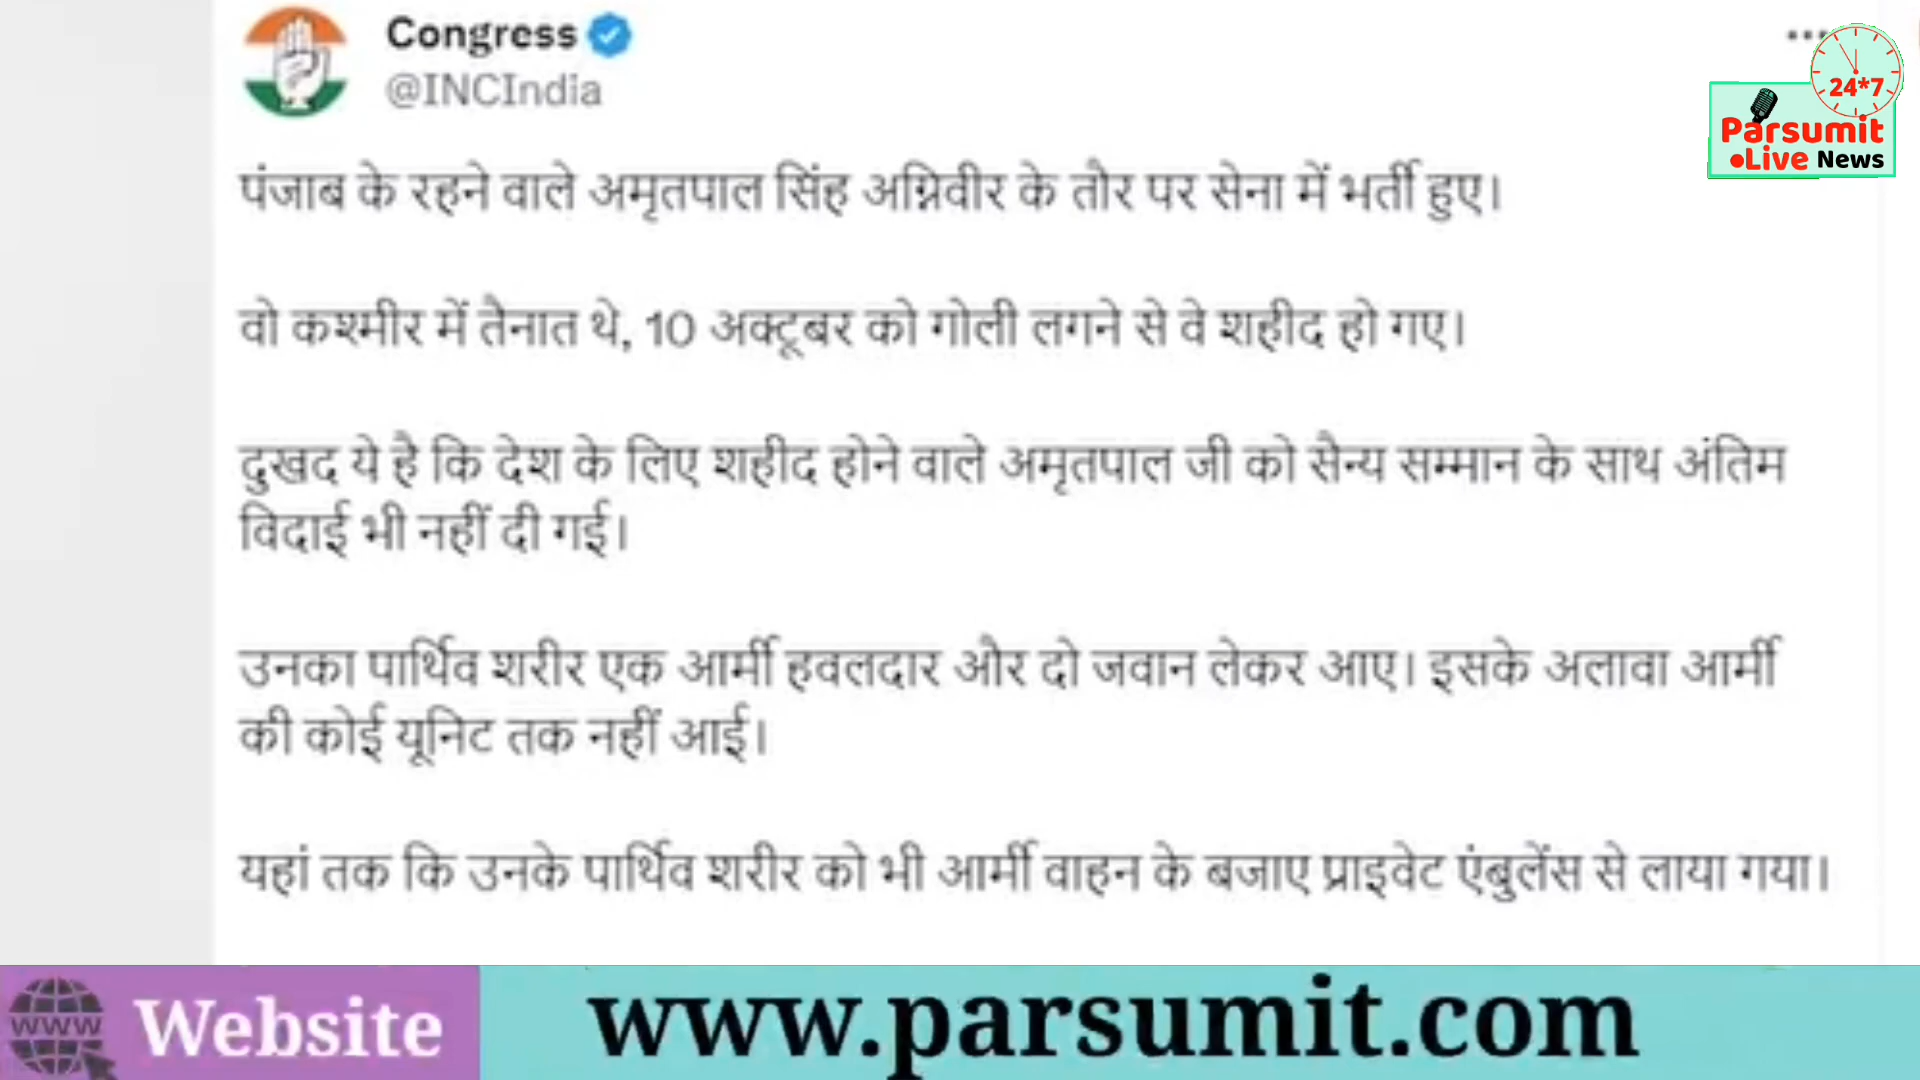 Congress
@INCIndia
24*7
Parsumit
Live News
पंजाब के रहने वाले अमृतपाल सिंह अग्निवीर के तौर पर सेना में भर्ती हुए।
वो कश्मीर में तैनात थे, 10 अक्टूबर को गोली लगने से वे शहीद हो गए।
दुखद ये है कि देश के लिए शहीद होने वाले अमृतपाल जी को सैन्य सम्मान के साथ अंतिम
विदाई भी नहीं दी गई।
उनका पार्थिव शरीर एक आर्मी हवलदार और दो जवान लेकर आए। इसके अलावा आर्मी
की कोई यूनिट तक नहीं आई।
यहां तक कि उनके पार्थिव शरीर को भी आर्मी वाहन के बजाए प्राइवेट एंबुलेंस से लाया गया।
www Website www.parsumit.com